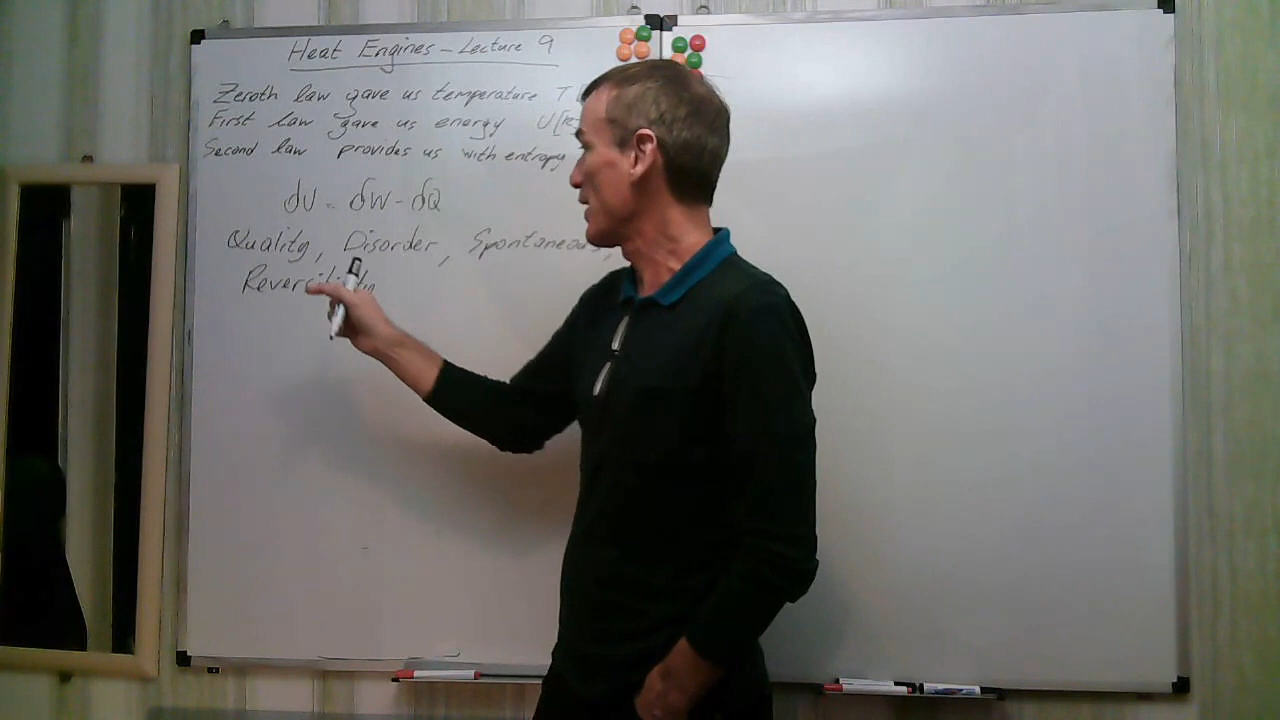 Heat Engines - Lecture 9
Zeroth law gave us temperature T
First law gave us energy U[
Second law provides us with entropy
dU = δW - δQ
Quality, Disorder, Spontaneous,